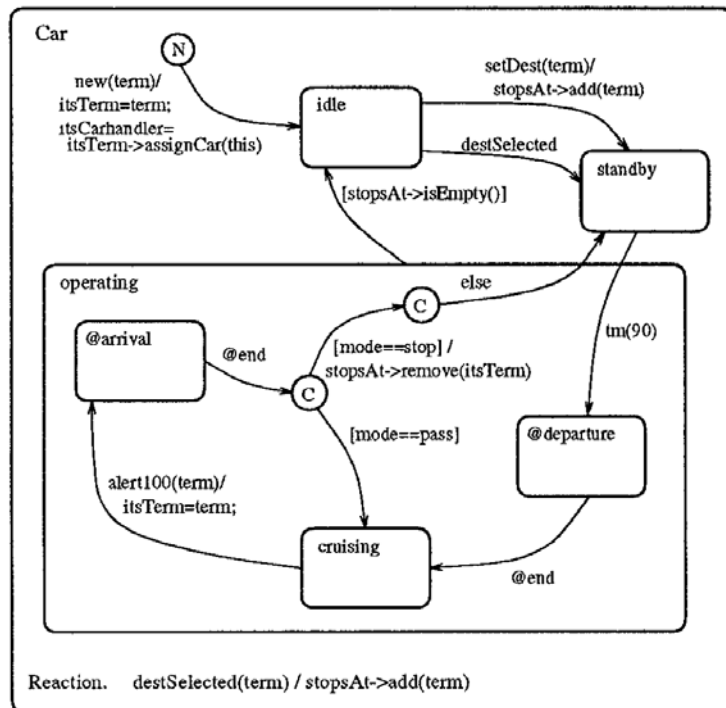 Car
N
new(term)/
itsTerm=term;
itsCarhandler=
itsTerm->assignCar(this)
idle
setDest(term)/
stopsAt->add(term)
destSelected
standby
[stopsAt->isEmpty()]
operating
else
C
@arrival
@end
[mode==stop] /
stopsAt->remove(itsTerm)
C
tm(90)
[mode==pass]
@departure
alert100(term)/
itsTerm=term;
cruising
@end
Reaction. destSelected(term) / stopsAt->add(term)